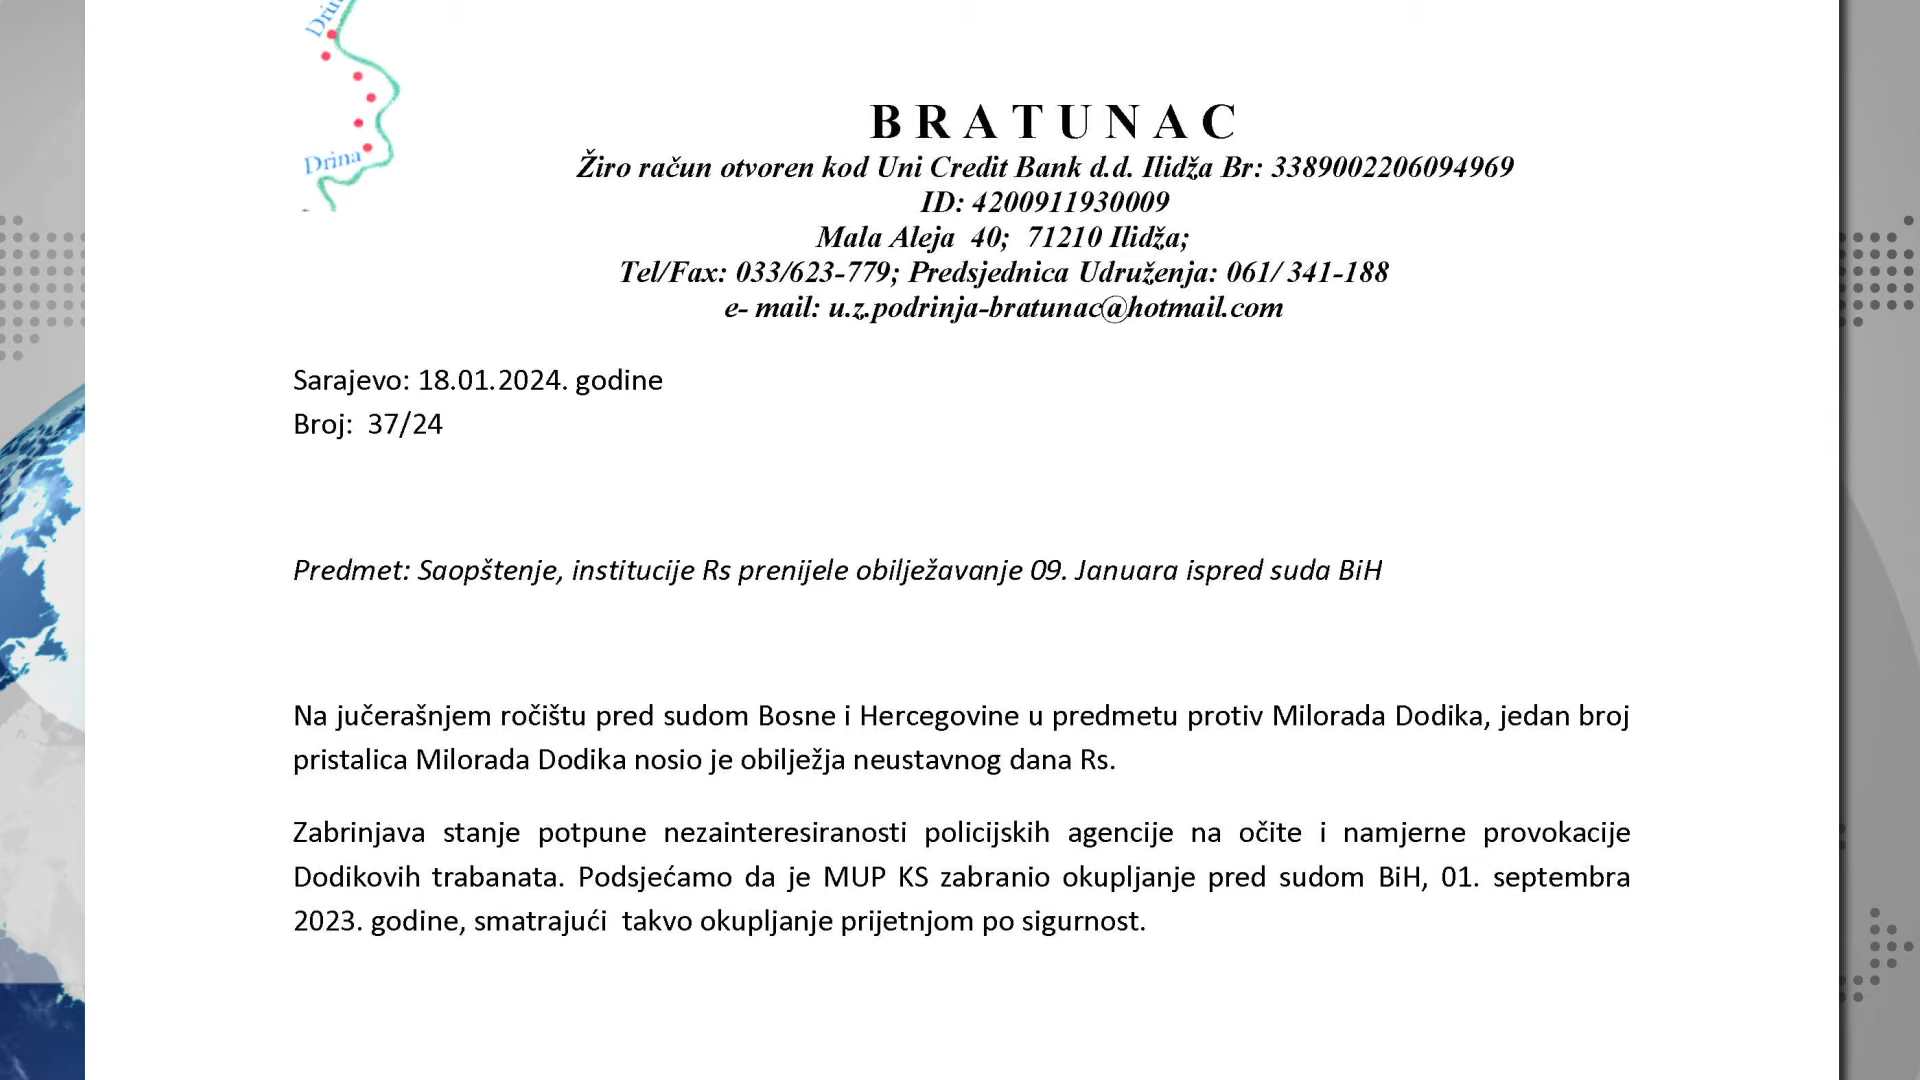 Drina
B R A T U N A C
Žiro račun otvoren kod Uni Credit Bank d.d. Ilidža Br: 3389002206094969
ID: 4200911930009
Mala Aleja  40;  71210 Ilidža;
Tel/Fax: 033/623-779; Predsjednica Udruženja: 061/ 341-188
e- mail: u.z.podrinja-bratunac@hotmail.com
Sarajevo: 18.01.2024. godine
Broj:  37/24
Predmet: Saopštenje, institucije Rs prenijele obilježavanje 09. Januara ispred suda BiH
Na jučerašnjem ročištu pred sudom Bosne i Hercegovine u predmetu protiv Milorada Dodika, jedan broj
pristalica Milorada Dodika nosio je obilježja neustavnog dana Rs.
Zabrinjava stanje potpune nezainteresiranosti policijskih agencije na očite i namjerne provokacije
Dodikovih trabanata. Podsjećamo da je MUP KS zabranio okupljanje pred sudom BiH, 01. septembra
2023. godine, smatrajući  takvo okupljanje prijetnjom po sigurnost.